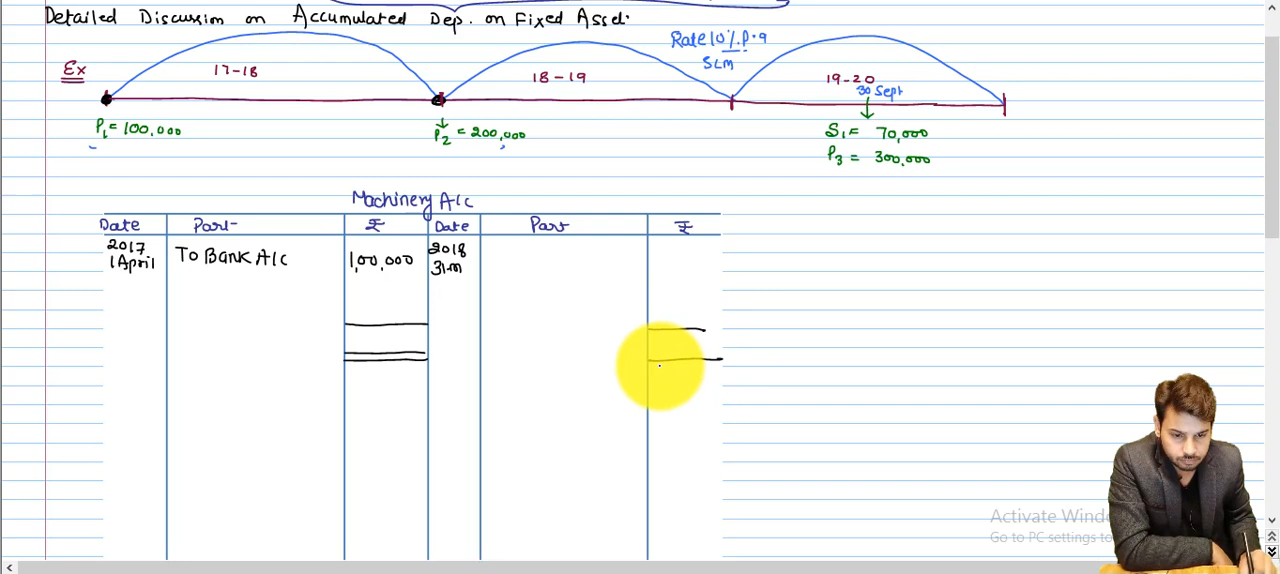 Detailed Discussion on Accumulated Dep. on Fixed Asset.
Rate 10%.P.a
SLM
Ex
17-18
18-19
19-20
30 Sept
P1 = 100,000
P2 = 200,000
S1 = 70,000
P3 = 300,000
Machinery A/C
Date Part- ₹ Date Part ₹
2017 2018
1 April To Bank A/C 1,00,000 31 M
Activate Wind
Go to PC settings to